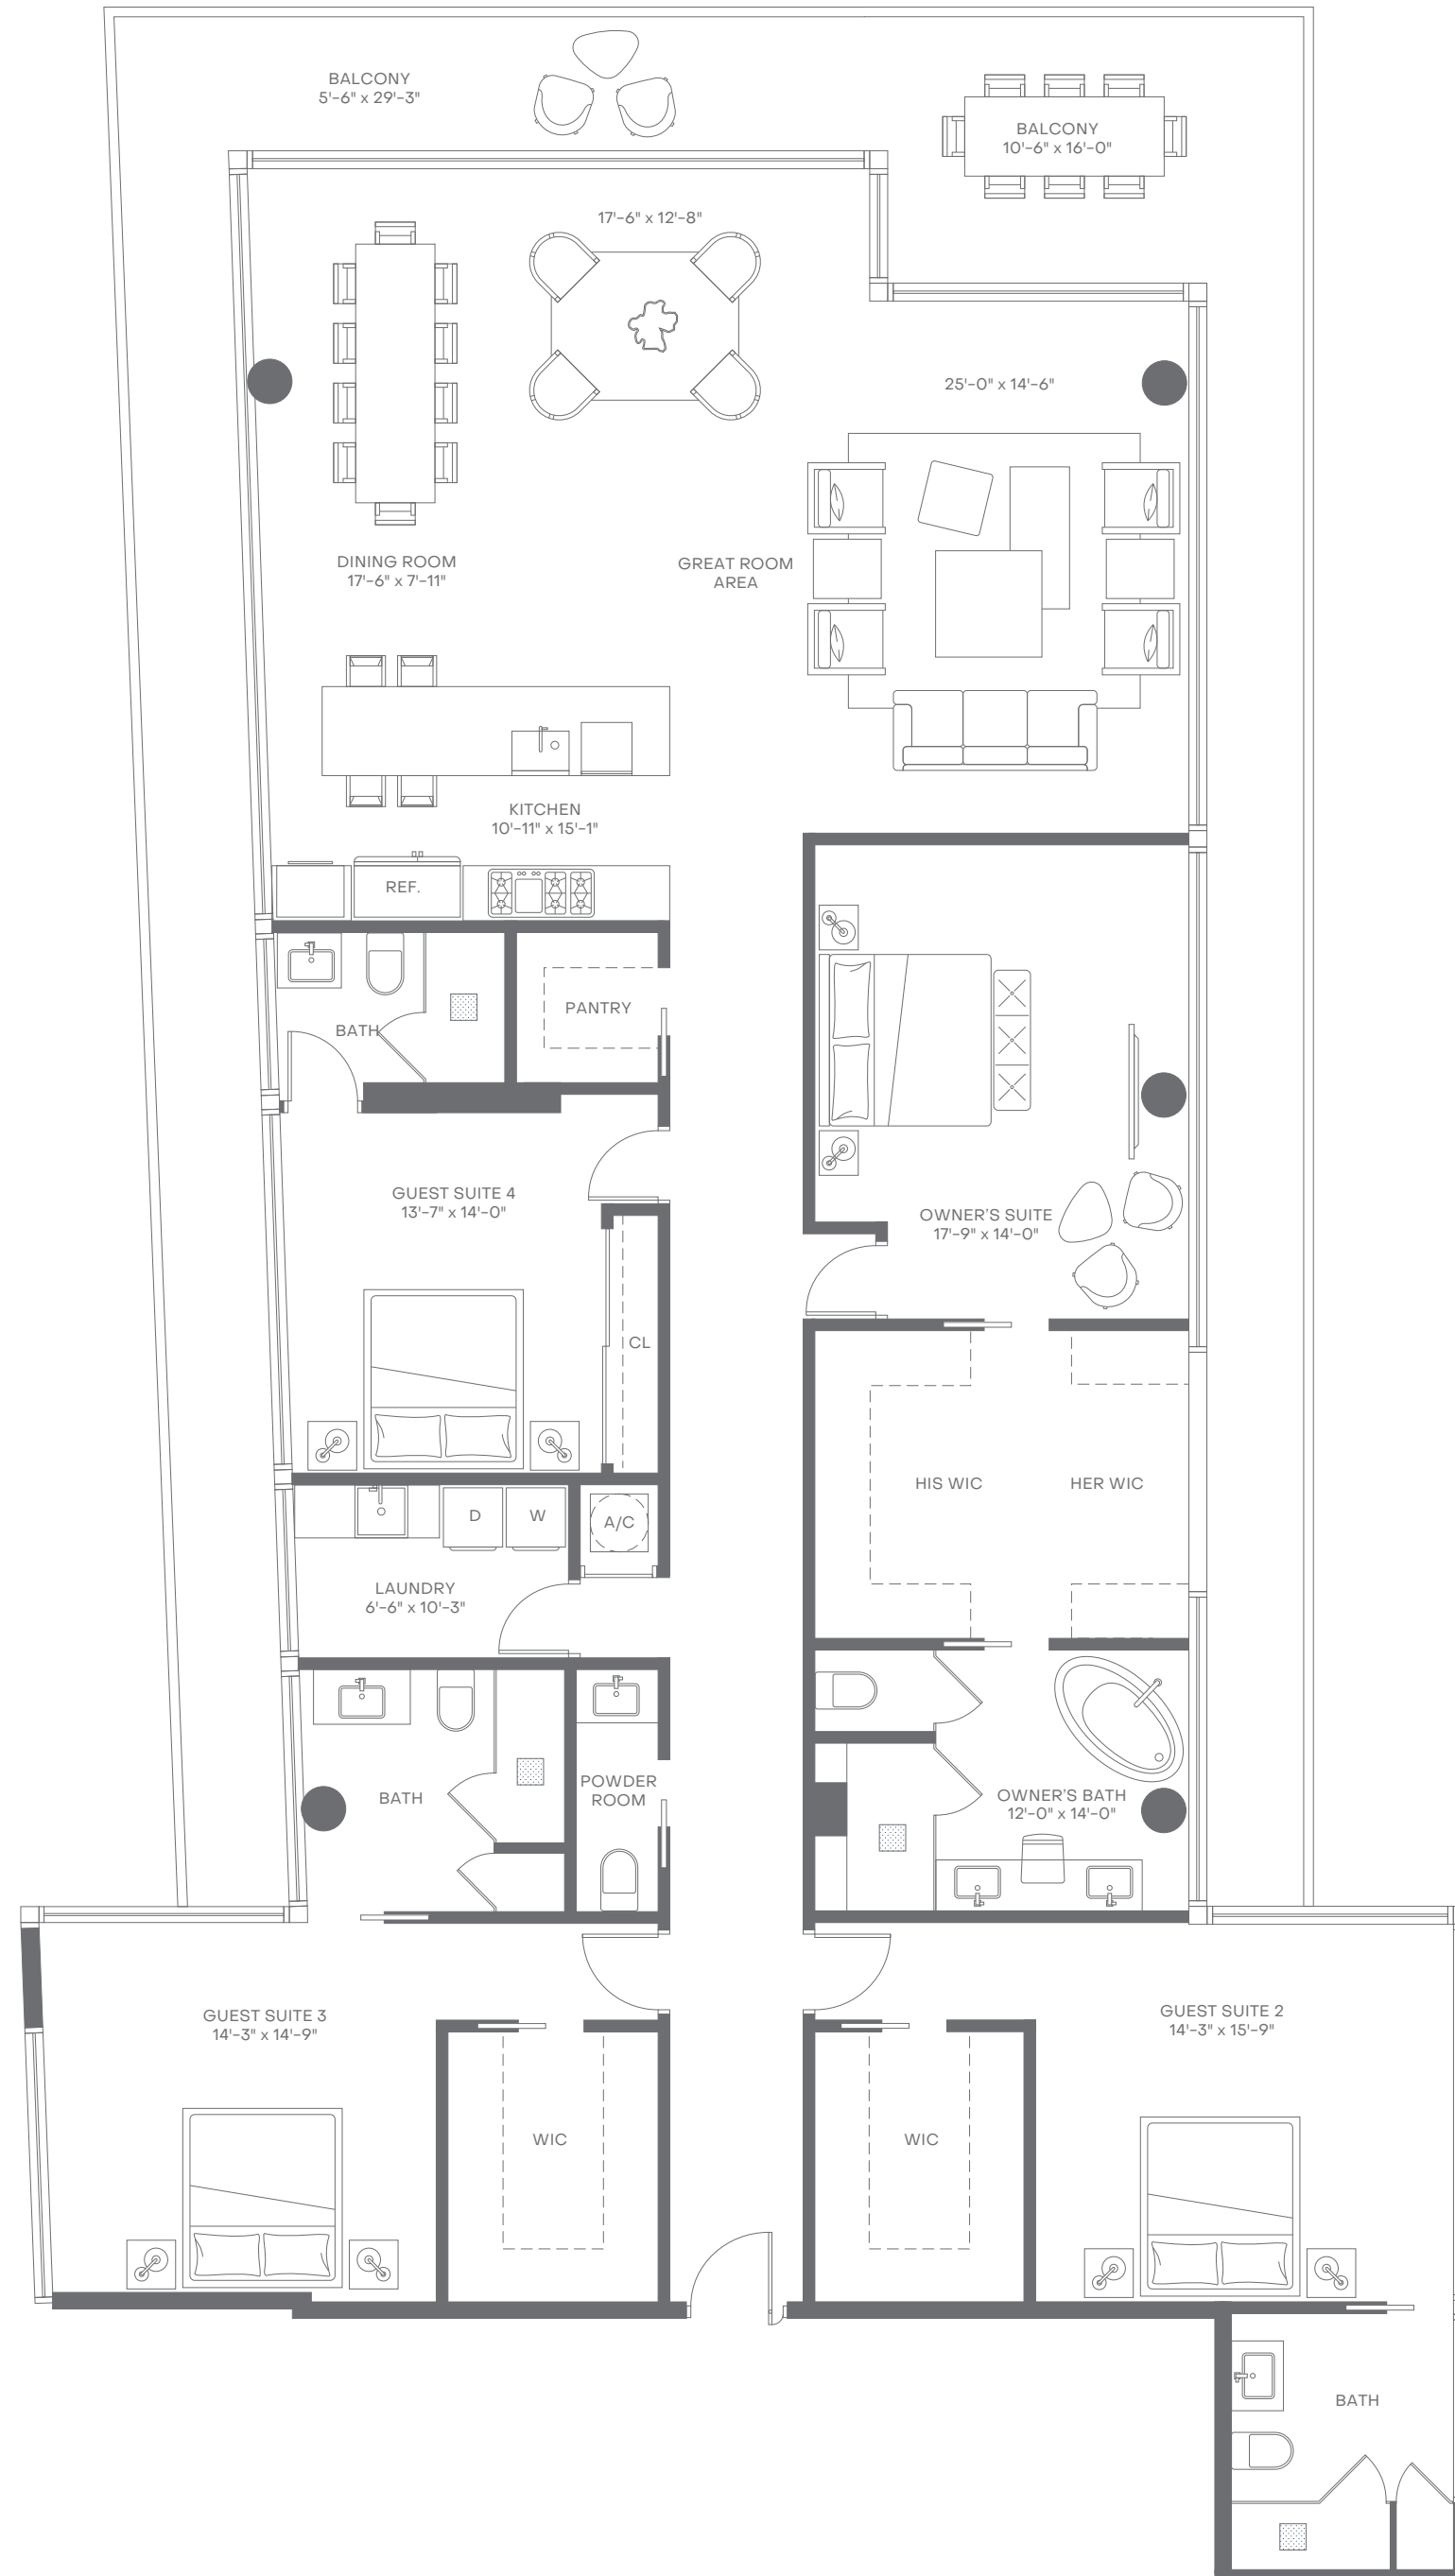 BALCONY
5'-6" x 29'-3"
BALCONY
10'-6" x 16'-0"
17'-6" x 12'-8"
25'-0" x 14'-6"
DINING ROOM
17'-6" x 7'-11"
GREAT ROOM
AREA
KITCHEN
10'-11" x 15'-1"
REF.
BATH
PANTRY
GUEST SUITE 4
13'-7" x 14'-0"
OWNER'S SUITE
17'-9" x 14'-0"
CL
HIS WIC
HER WIC
D
W
A/C
LAUNDRY
6'-6" x 10'-3"
BATH
POWDER
ROOM
OWNER'S BATH
12'-0" x 14'-0"
GUEST SUITE 3
14'-3" x 14'-9"
GUEST SUITE 2
14'-3" x 15'-9"
WIC
WIC
BATH